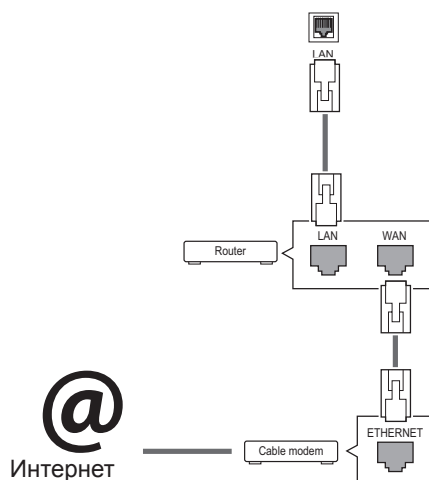 LAN
LAN
WAN
Router
ETHERNET
@
Cable modem
Интернет